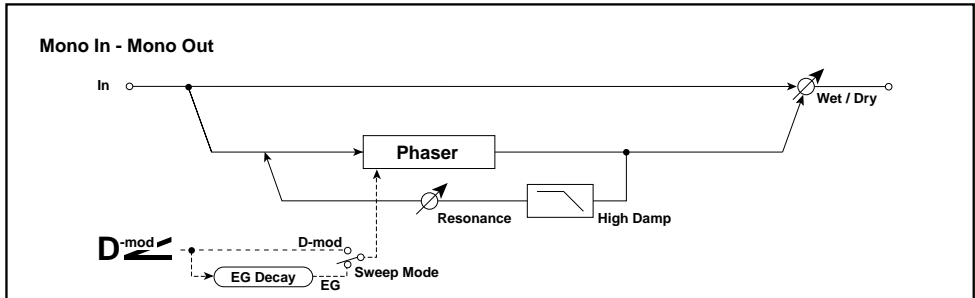 Mono In - Mono Out
In
Wet / Dry
Phaser
Resonance
High Damp
D-mod
D-mod
EG Decay
EG
Sweep Mode